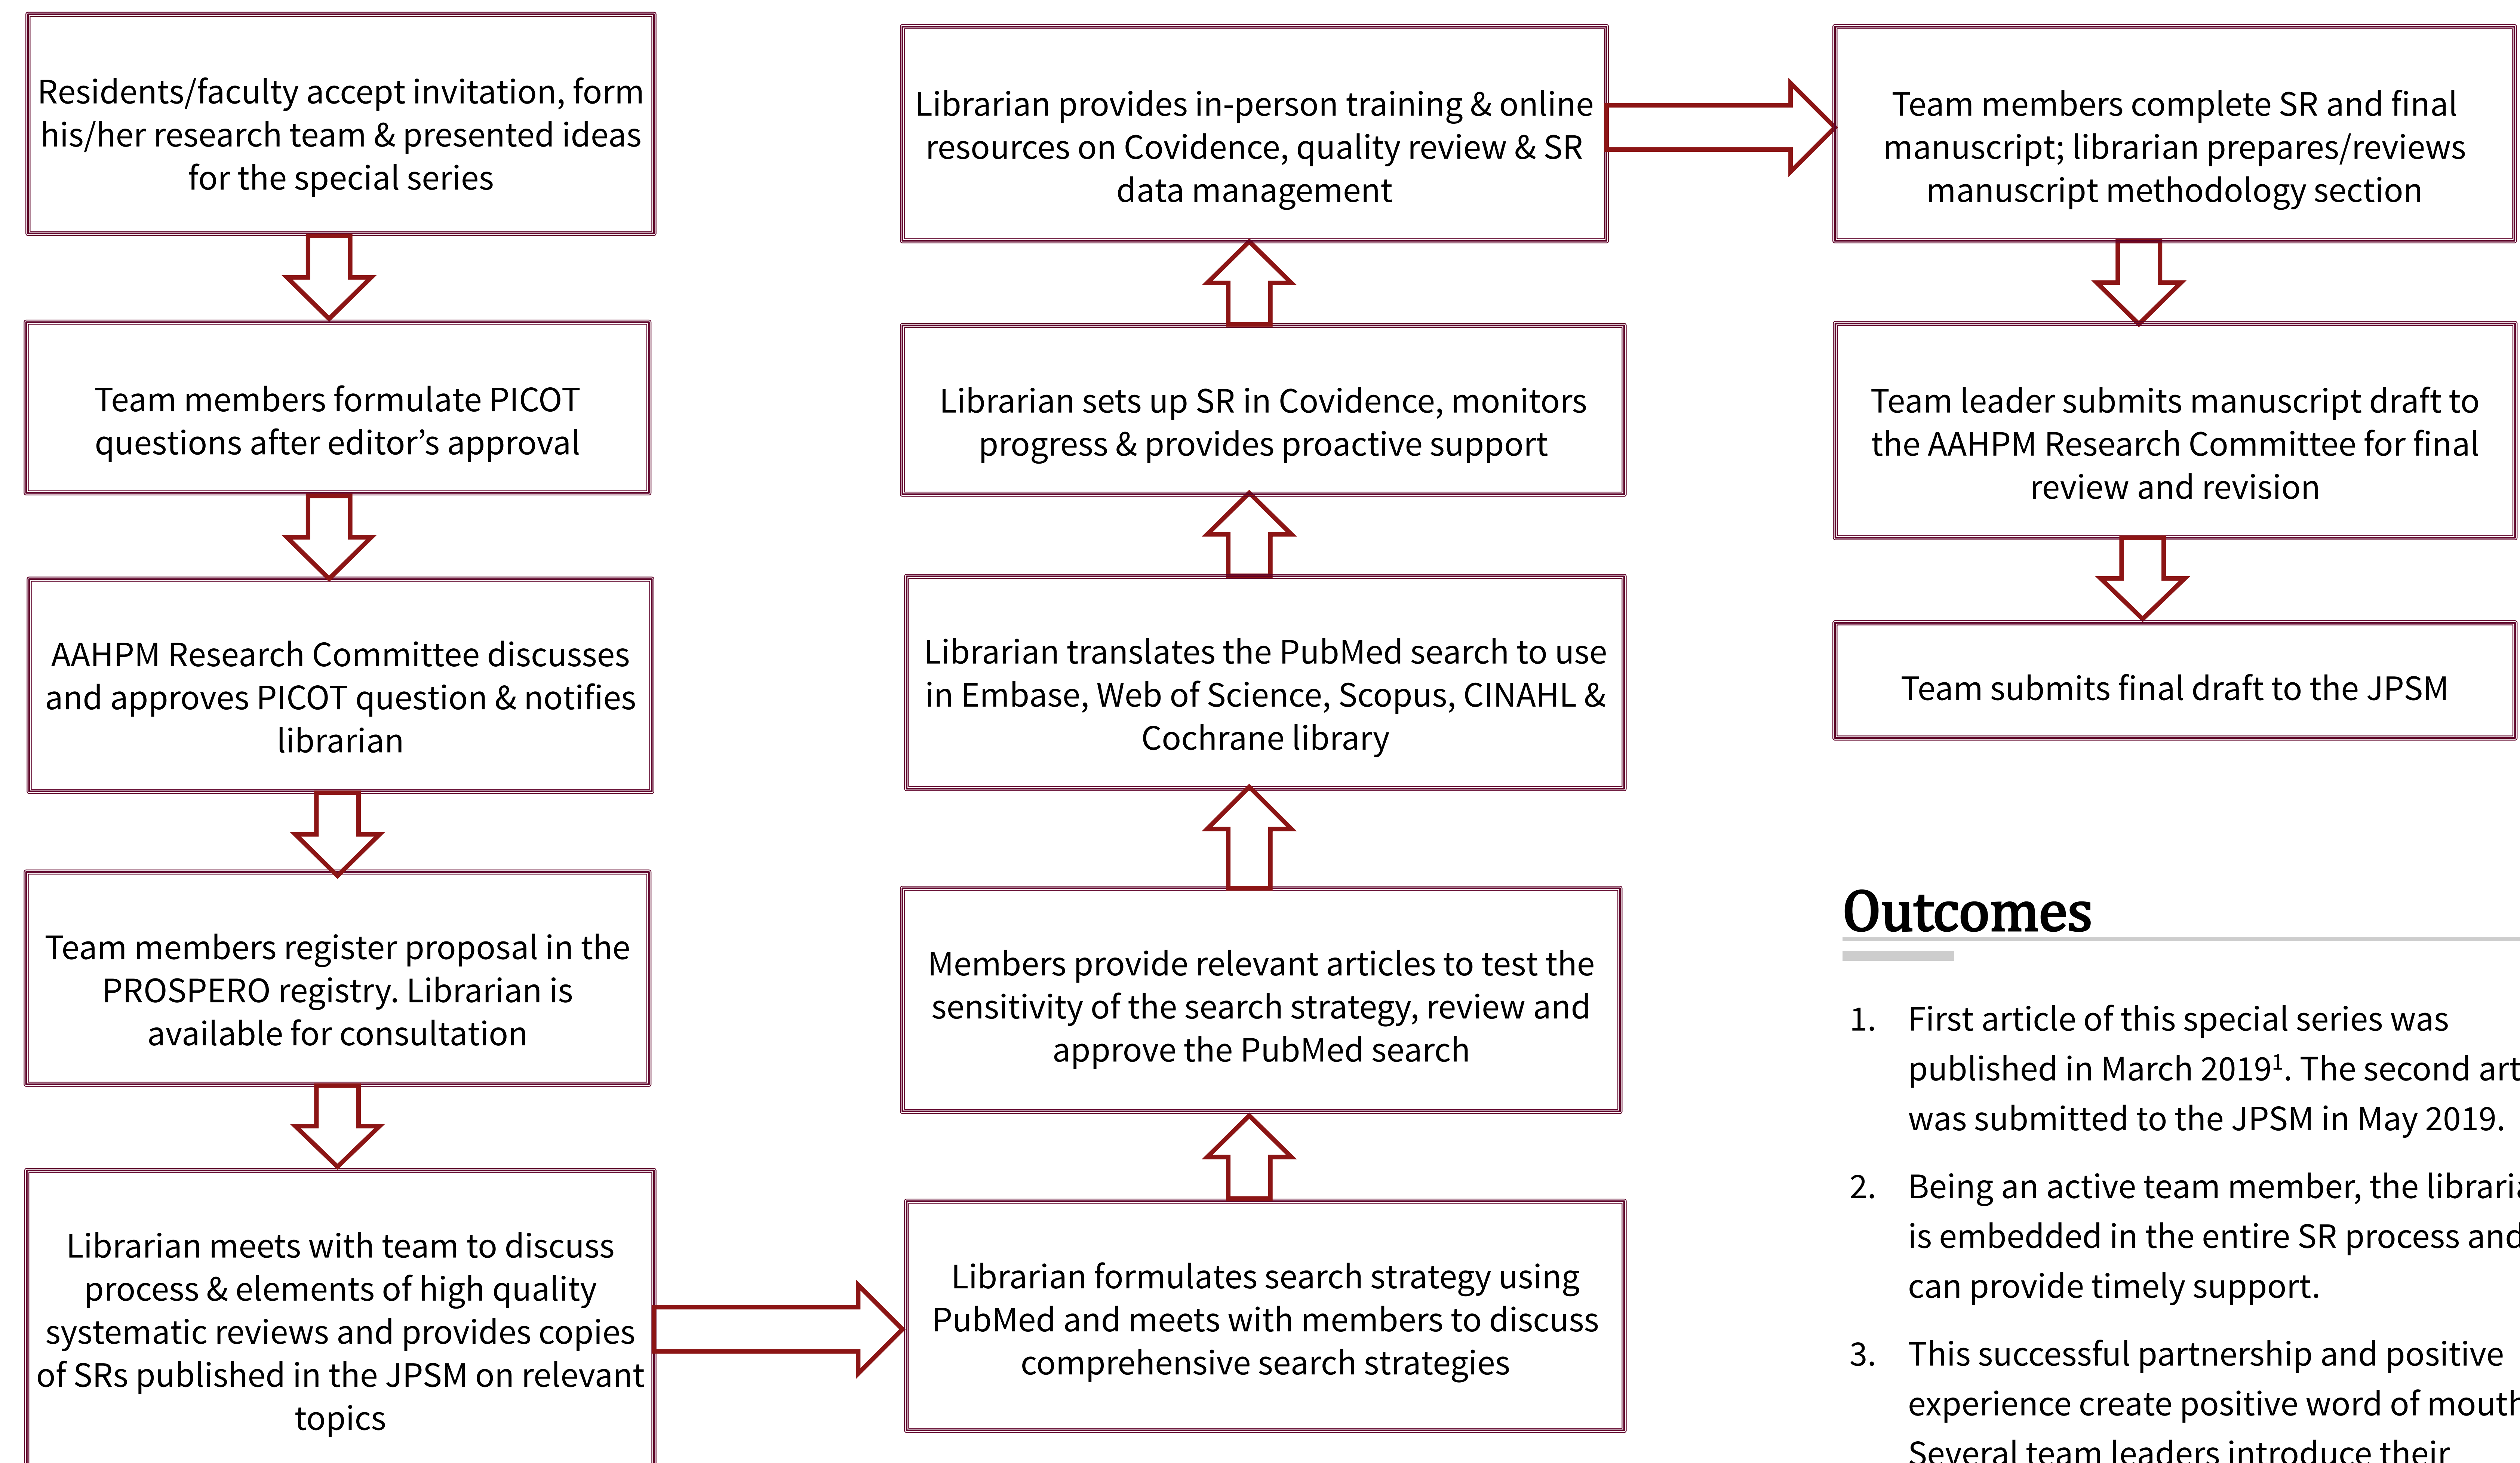 Residents/faculty accept invitation, form
his/her research team & presented ideas
for the special series
Team members formulate PICOT
questions after editor’s approval
AAHPM Research Committee discusses
and approves PICOT question & notifies
librarian
Team members register proposal in the
PROSPERO registry. Librarian is
available for consultation
Librarian meets with team to discuss
process & elements of high quality
systematic reviews and provides copies
of SRs published in the JPSM on relevant
topics
Librarian formulates search strategy using
PubMed and meets with members to discuss
comprehensive search strategies
Members provide relevant articles to test the
sensitivity of the search strategy, review and
approve the PubMed search
Librarian translates the PubMed search to use
in Embase, Web of Science, Scopus, CINAHL &
Cochrane library
Librarian sets up SR in Covidence, monitors
progress & provides proactive support
Librarian provides in-person training & online
resources on Covidence, quality review & SR
data management
Team members complete SR and final
manuscript; librarian prepares/reviews
manuscript methodology section
Team leader submits manuscript draft to
the AAHPM Research Committee for final
review and revision
Team submits final draft to the JPSM
Outcomes
1. First article of this special series was
published in March 2019¹. The second
was submitted to the JPSM in May 2019.
2. Being an active team member, the
is embedded in the entire SR process and
can provide timely support.
3. This successful partnership and positive
experience create positive word of mouth
Several team leaders introduce their